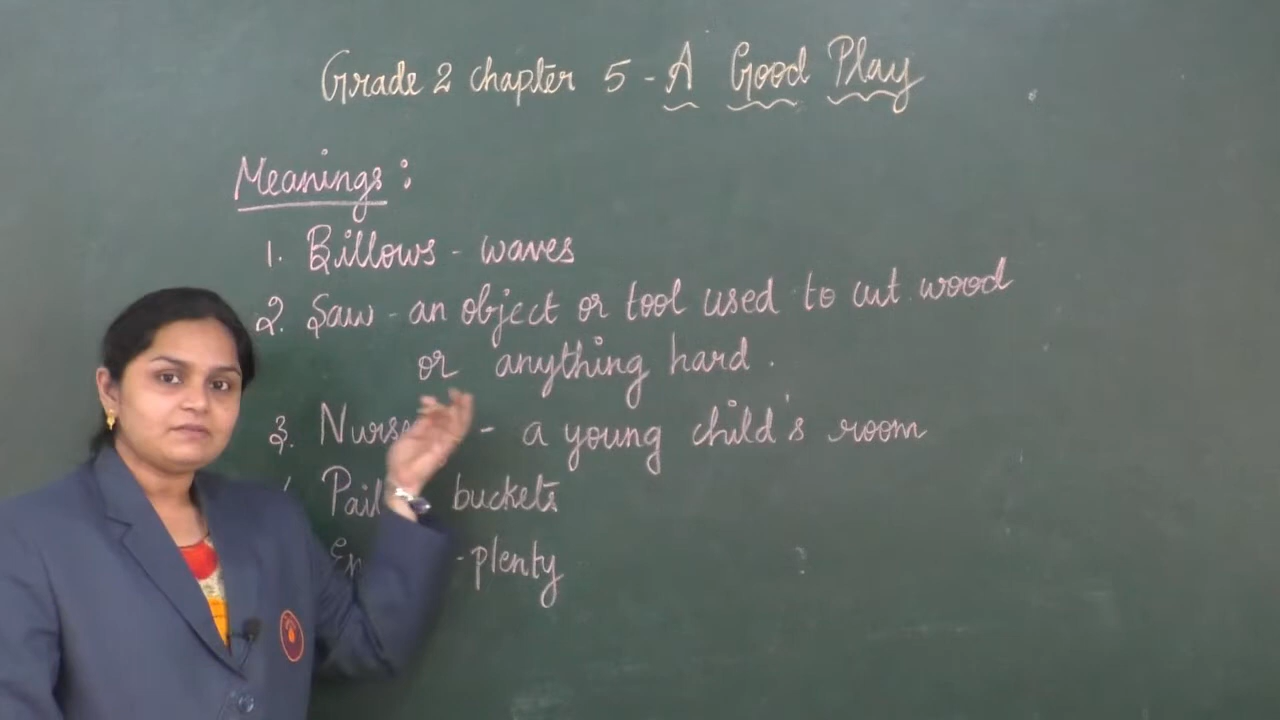 Grade 2 Chapter 5 - A Good Play
Meanings :
1. Billows - waves
2. Saw - an object or tool used to cut wood
or anything hard .
3. - a young child's room
buckets
- plenty